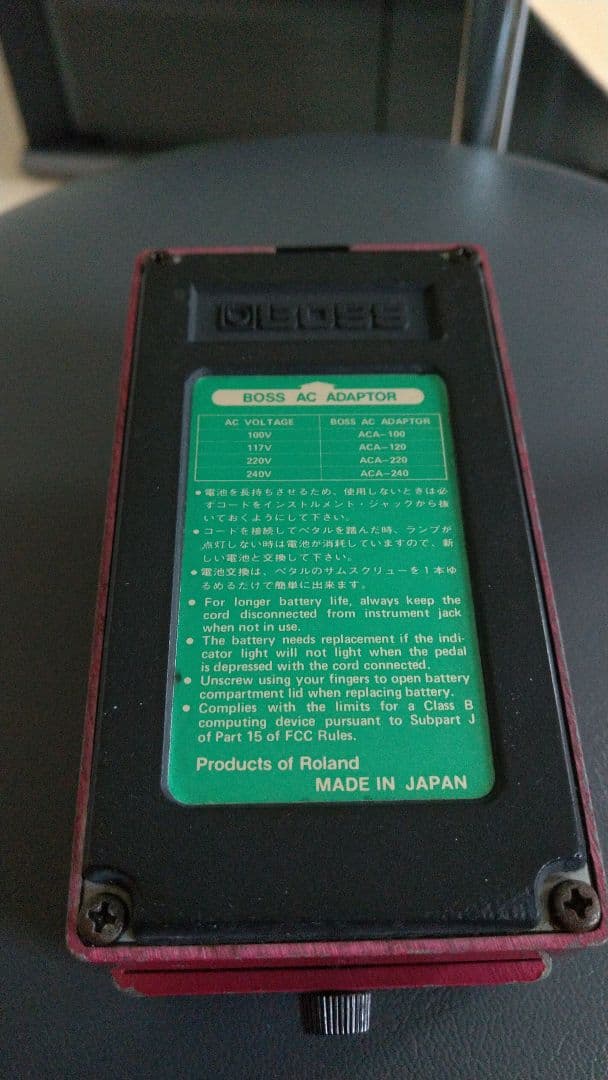 BOSS
BOSS AC ADAPTOR
AC VOLTAGE BOSS AC ADAPTOR
100V ACA-100
117V ACA-120
220V ACA-220
240V ACA-240
●電池を長持ちさせるため、使用しないときは必
ずコードをインストルメント・ジャックから抜
いておくようにして下さい。
●コードを接続してペダルを踏んだ時、ランプが
点灯しない時は電池が消耗していますので、新
しい電池と交換して下さい。
●電池交換は、ペダルのサムスクリューを1本ゆ
るめるだけで簡単に出来ます。
● For longer battery life, always keep the
cord disconnected from instrument jack
when not in use.
● The battery needs replacement if the indi-
cator light will not light when the pedal
is depressed with the cord connected.
● Unscrew using your fingers to open battery
compartment lid when replacing battery.
● Complies with the limits for a Class B
computing device pursuant to Subpart J
of Part 15 of FCC Rules.
Products of Roland
MADE IN JAPAN